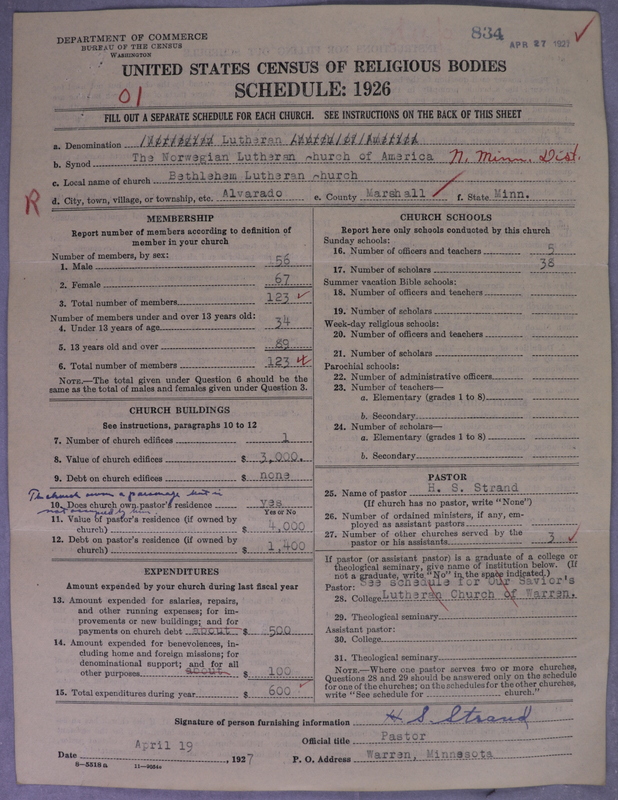 DEPARTMENT OF COMMERCE
BUREAU OF THE CENSUS
WASHINGTON
834
APR 27 1927
UNITED STATES CENSUS OF RELIGIOUS BODIES
SCHEDULE: 1926
01
FILL OUT A SEPARATE SCHEDULE FOR EACH CHURCH. SEE INSTRUCTIONS ON THE BACK OF THIS SHEET
a. Denomination Lutheran
b. Synod The Norwegian Lutheran Church of America N. Minn. Dist.
c. Local name of church Bethlehem Lutheran Church
R
d. City, town, village, or township, etc. Alvarado e. County Marshall f. State Minn.
MEMBERSHIP
Report number of members according to definition of
member in your church
Number of members, by sex:
1. Male 56
2. Female 67
3. Total number of members 123
Number of members under and over 13 years old:
4. Under 13 years of age 34
5. 13 years old and over 89
6. Total number of members 123
NOTE.—The total given under Question 6 should be the
same as the total of males and females given under Question 3.
CHURCH BUILDINGS
See instructions, paragraphs 10 to 12
7. Number of church edifices 1
8. Value of church edifices $ 3,000.
9. Debt on church edifices $ none
The church owns a parsonage but is
not occupied by him.
10. Does church own pastor's residence yes
Yes or No
11. Value of pastor's residence (if owned by
church) $ 4,000
12. Debt on pastor's residence (if owned by
church) $ 1,400
EXPENDITURES
Amount expended by your church during last fiscal year
13. Amount expended for salaries, repairs,
and other running expenses; for im-
provements or new buildings; and for
payments on church debt about $ 500
14. Amount expended for benevolences, in-
cluding home and foreign missions; for
denominational support; and for all
other purposes about $ 100
15. Total expenditures during year $ 600
CHURCH SCHOOLS
Report here only schools conducted by this church
Sunday schools:
16. Number of officers and teachers 5
17. Number of scholars 38
Summer vacation Bible schools:
18. Number of officers and teachers
19. Number of scholars
Week-day religious schools:
20. Number of officers and teachers
21. Number of scholars
Parochial schools:
22. Number of administrative officers
23. Number of teachers—
a. Elementary (grades 1 to 8)
b. Secondary
24. Number of scholars—
a. Elementary (grades 1 to 8)
b. Secondary
PASTOR
25. Name of pastor H. S. Strand
(If church has no pastor, write "None")
26. Number of ordained ministers, if any, em-
ployed as assistant pastors
27. Number of other churches served by the
pastor or his assistants 3
If pastor (or assistant pastor) is a graduate of a college or
theological seminary, give name of institution below. (If
not a graduate, write "No" in the space indicated.)
Pastor: See schedule for Our Savior's
28. College Lutheran Church of Warren.
29. Theological seminary
Assistant pastor:
30. College
31. Theological seminary
NOTE.—Where one pastor serves two or more churches,
Questions 28 and 29 should be answered only on the schedule
for one of the churches; on the schedules for the other churches,
write "See schedule for church."
Signature of person furnishing information H. S. Strand
Official title Pastor
Date April 19, 1927
P. O. Address Warren, Minnesota
8—5518 a